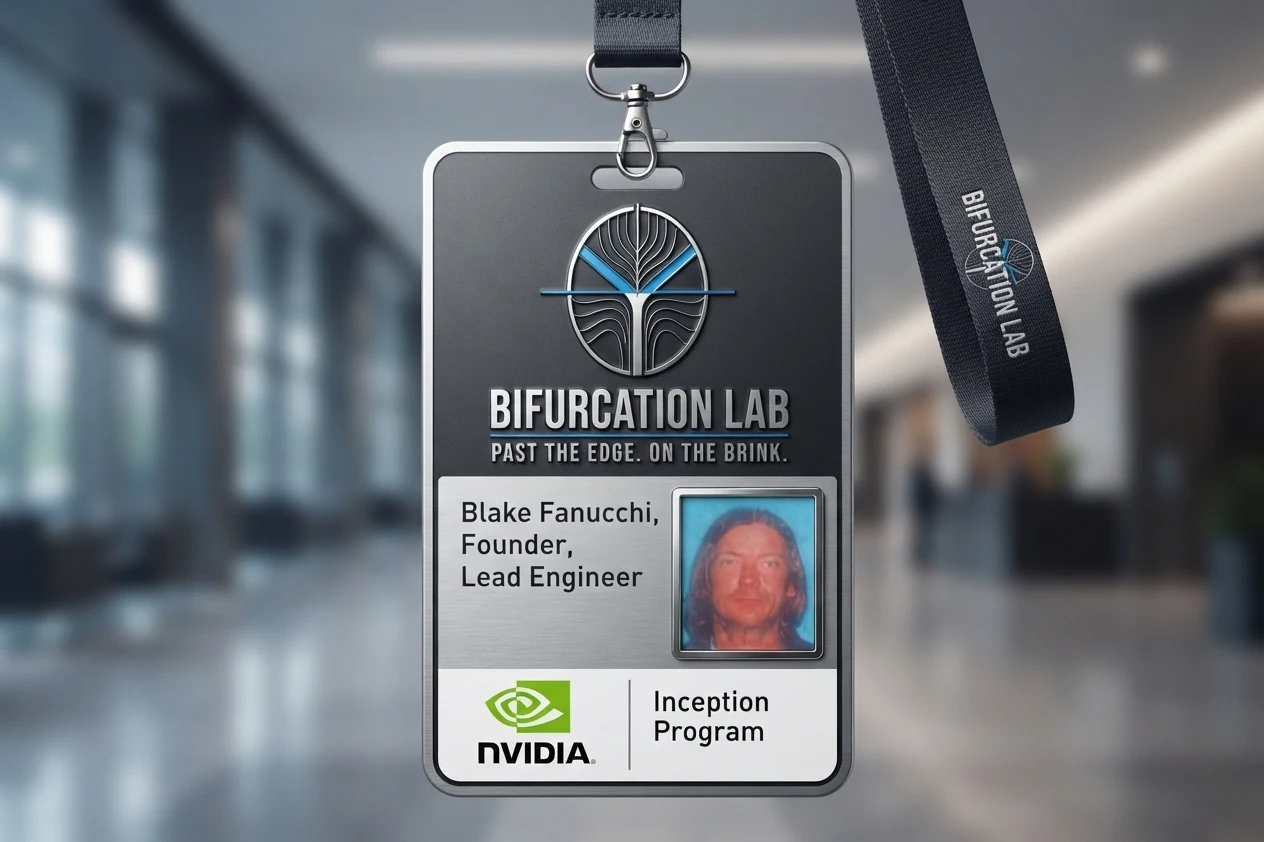 BIFURCATION LAB
PAST THE EDGE. ON THE BRINK.
Blake Fanucchi,
Founder,
Lead Engineer
NVIDIA
Inception
Program
BIFURCATION LAB